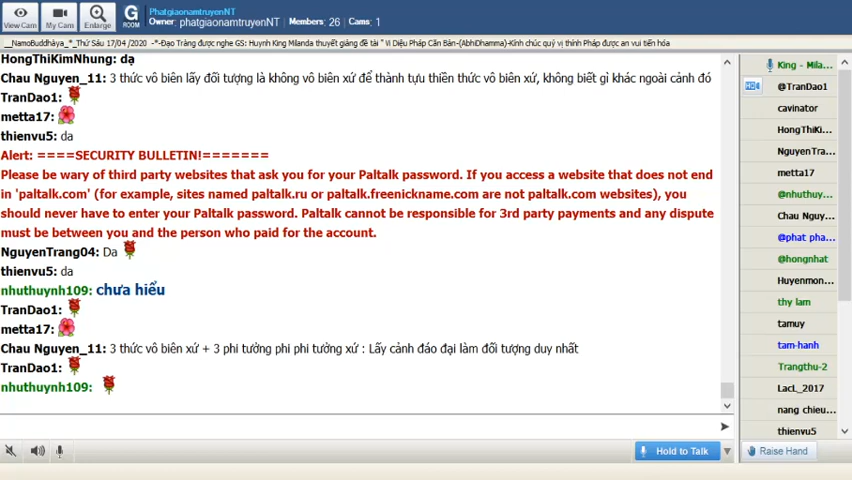 View Cam
My Cam
Enlarge
G
ROOM
PhatgiaonamtruyenNT
Owner: phatgiaonamtruyenNT | Members: 26 | Cams: 1
__NamoBuddhàya_*_Thứ Sáu 17/04 /2020 -*-Đạo Tràng được nghe GS: Huynh King Milanda thuyết giảng đề tài " Vi Diệu Pháp Căn Bản-(AbhiDhamma)-Kính chúc quý vị thính Pháp được an vui tiến hóa
HongThiKimNhung: dạ
Chau Nguyen_11: 3 thức vô biên lấy đối tượng là không vô biên xứ để thành tựu thiền thức vô biên xứ, không biết gì khác ngoài cảnh đó
TranDao1:
metta17:
thienvu5: da
Alert: ====SECURITY BULLETIN!=======
Please be wary of third party websites that ask you for your Paltalk password. If you access a website that does not end
in 'paltalk.com' (for example, sites named paltalk.ru or paltalk.freenickname.com are not paltalk.com websites), you
should never have to enter your Paltalk password. Paltalk cannot be responsible for 3rd party payments and any dispute
must be between you and the person who paid for the account.
NguyenTrang04: Da
thienvu5: da
nhuthuynh109: chưa hiểu
TranDao1:
metta17:
Chau Nguyen_11: 3 thức vô biên xứ + 3 phi tưởng phi phi tưởng xứ : Lấy cảnh đáo đại làm đối tượng duy nhất
TranDao1:
nhuthuynh109:
Hold to Talk
King - Mila...
@TranDao1
cavinator
HongThiKi...
NguyenTra...
metta17
@nhuthuy...
Chau Nguy...
@phat pha...
@hongnhat
Huyenmon...
thy lam
tamuy
tam-hanh
Trangthu-2
LacL_2017
nang chieu...
thienvu5
Raise Hand